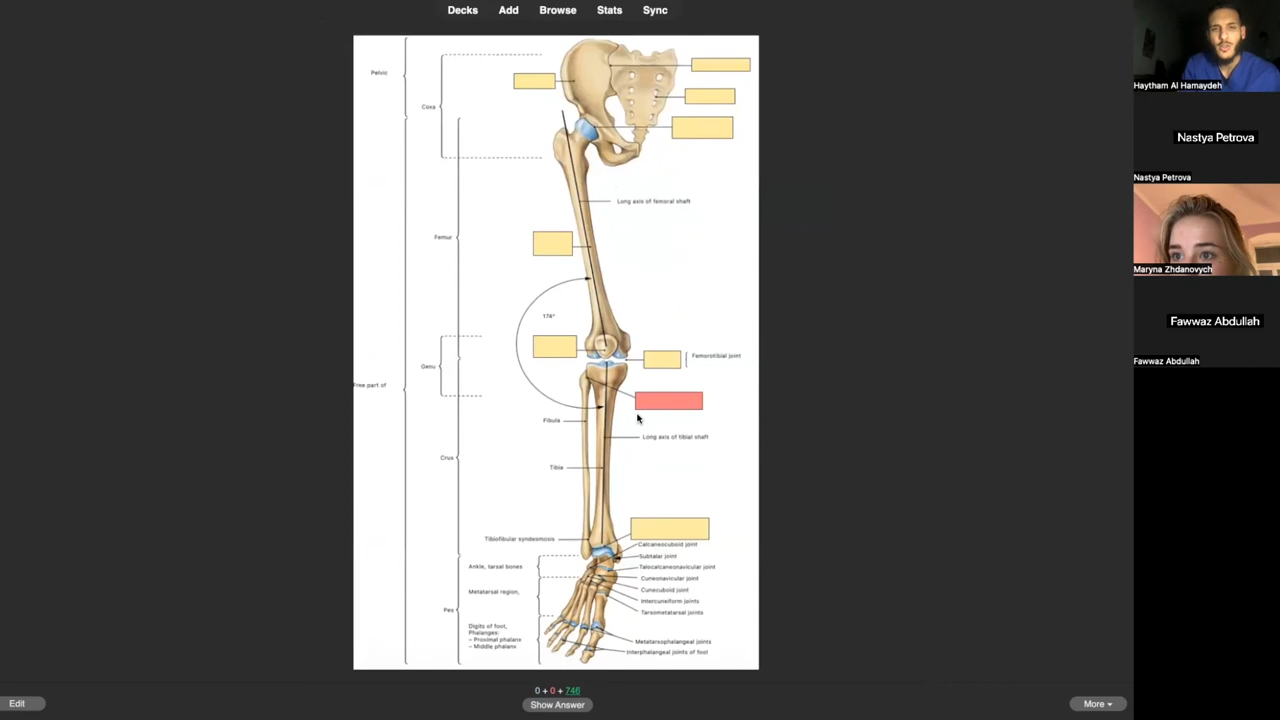 Decks Add Browse Stats Sync
Pelvic
Coxa
Long axis of femoral shaft
Femur
174°
Femorotibial joint
Genu
Free part of
Fibula
Long axis of tibial shaft
Crus
Tibia
Tibiofibular syndesmosis
Calcaneocuboid joint
Subtalar joint
Ankle, tarsal bones
Talocalcaneonavicular joint
Cuneonavicular joint
Metatarsal region,
Cunecuboid joint
Intercuneiform joints
Pes
Tarsometatarsal joints
Digits of foot,
Phalanges:
– Proximal phalanx
– Middle phalanx
Metatarsophalangeal joints
Interphalangeal joints of foot
0 + 0 + 746
Edit
Show Answer
More
Haytham Al Hamaydeh
Nastya Petrova
Nastya Petrova
Maryna Zhdanovych
Fawwaz Abdullah
Fawwaz Abdullah